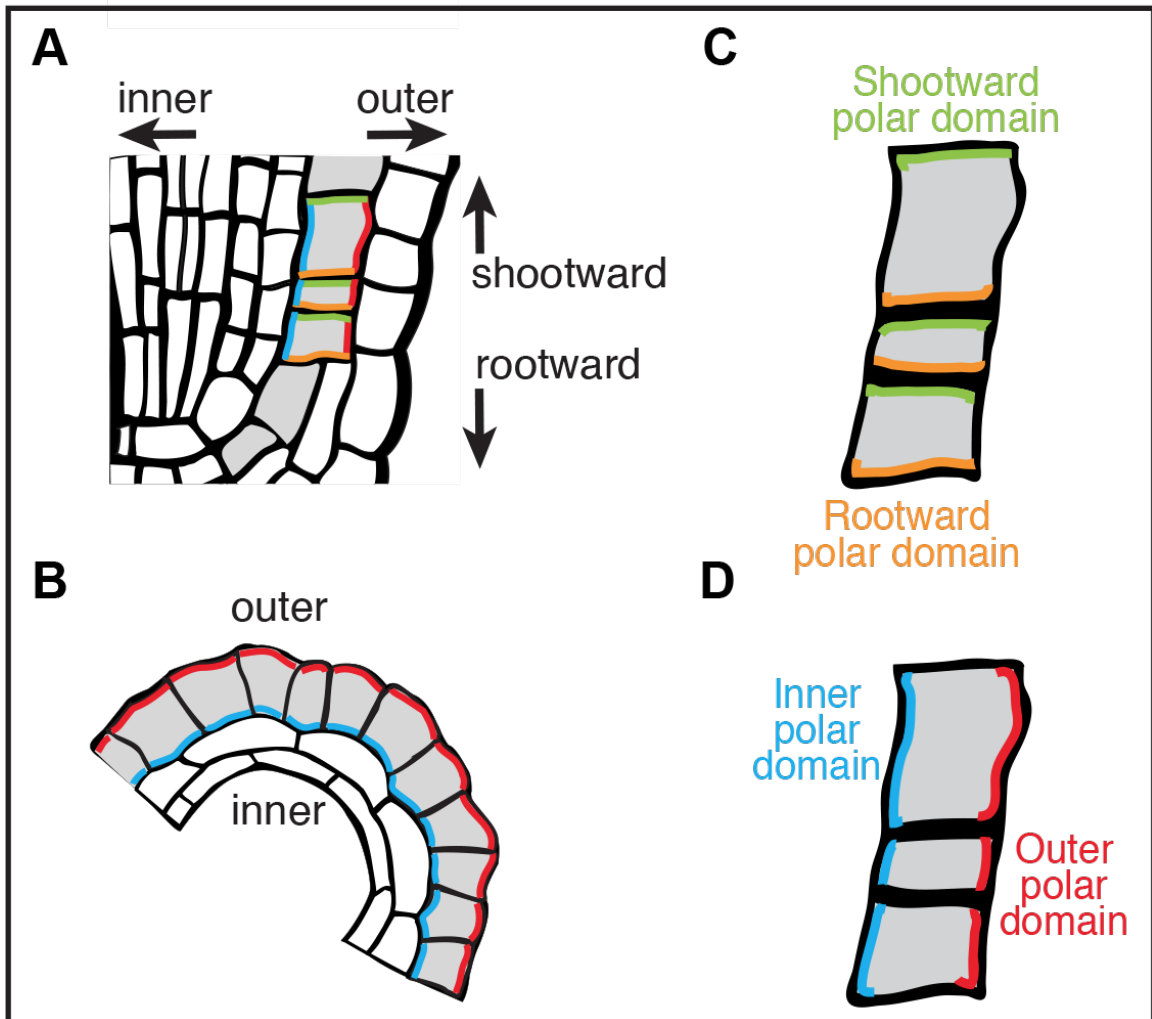 A
inner
outer
shootward
rootward
B
outer
inner
C
Shootward
polar domain
Rootward
polar domain
D
Inner
polar
domain
Outer
polar
domain